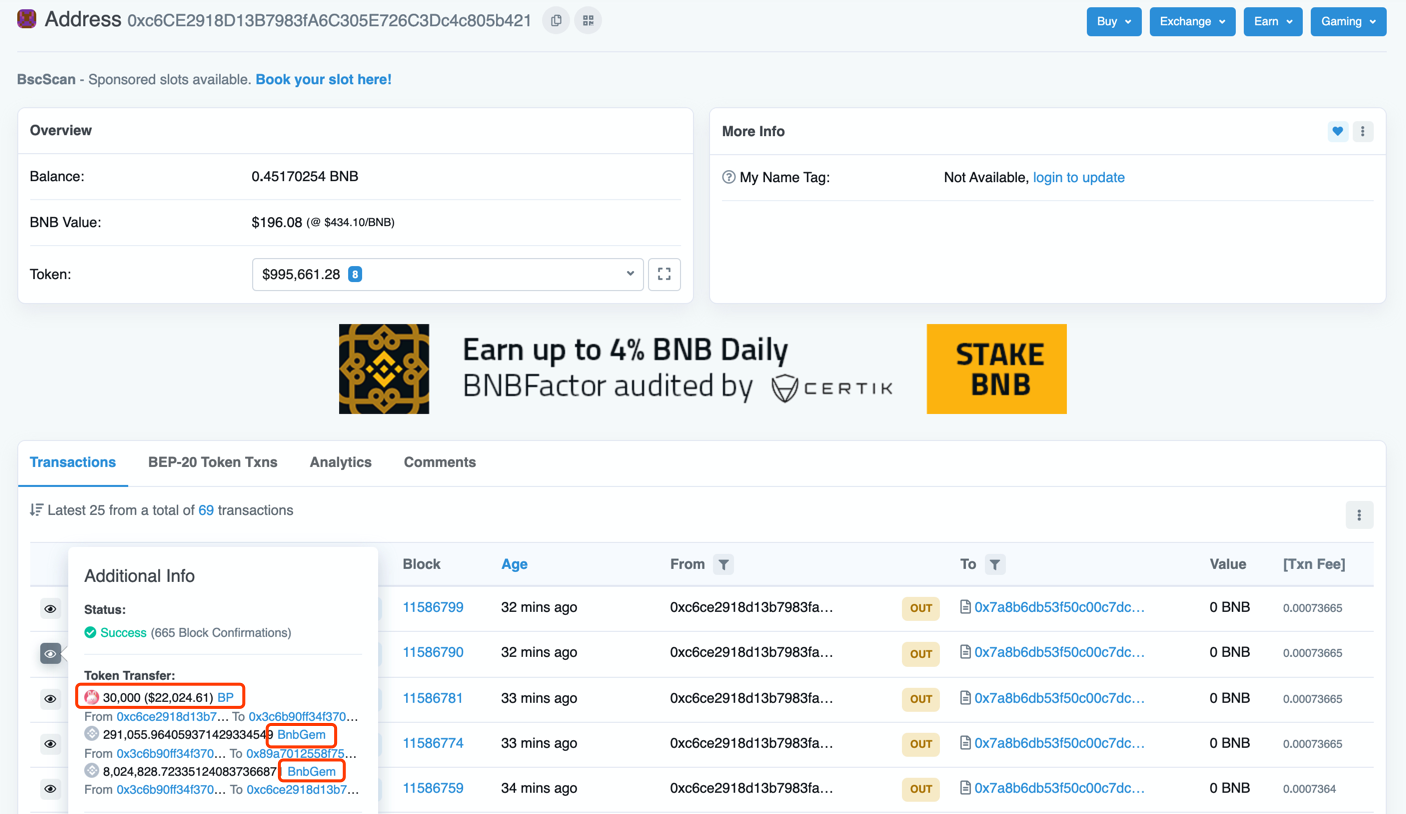 Address 0xc6CE2918D13B7983fA6C305E726C3Dc4c805b421
Buy Exchange Earn Gaming
BscScan - Sponsored slots available. Book your slot here!
Overview
Balance: 0.45170254 BNB
BNB Value: $196.08 (@ $434.10/BNB)
Token: $995,661.28 8
More Info
My Name Tag: Not Available, login to update
Earn up to 4% BNB Daily
BNBFactor audited by CERTIK
STAKE
BNB
Transactions BEP-20 Token Txns Analytics Comments
Latest 25 from a total of 69 transactions
Block Age From To Value [Txn Fee]
11586799 32 mins ago 0xc6ce2918d13b7983fa... OUT 0x7a8b6db53f50c00c7dc... 0 BNB 0.00073665
11586790 32 mins ago 0xc6ce2918d13b7983fa... OUT 0x7a8b6db53f50c00c7dc... 0 BNB 0.00073665
11586781 33 mins ago 0xc6ce2918d13b7983fa... OUT 0x7a8b6db53f50c00c7dc... 0 BNB 0.00073665
11586774 33 mins ago 0xc6ce2918d13b7983fa... OUT 0x7a8b6db53f50c00c7dc... 0 BNB 0.00073665
11586759 34 mins ago 0xc6ce2918d13b7983fa... OUT 0x7a8b6db53f50c00c7dc... 0 BNB 0.0007364
Additional Info
Status:
Success (665 Block Confirmations)
Token Transfer:
30,000 ($22,024.61) BP
From 0xc6ce2918d13b7... To 0x3c6b90ff34f370...
291,055.964059371429334549 BnbGem
From 0x3c6b90ff34f370... To 0x89a7012558f75...
8,024,828.72335124083736687 BnbGem
From 0x3c6b90ff34f370... To 0xc6ce2918d13b7...